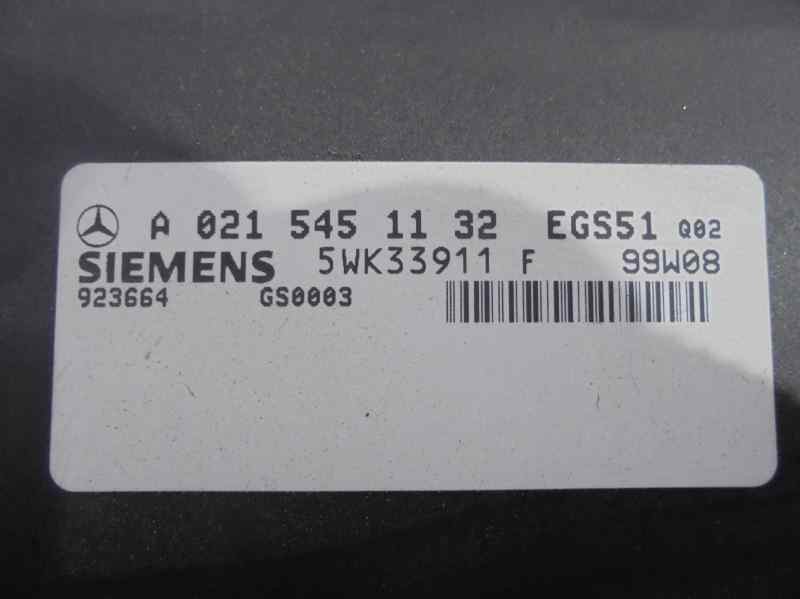 A 021 545 11 32 EGS51 Q02
SIEMENS 5WK33911 F 99W08
923664 GS0003